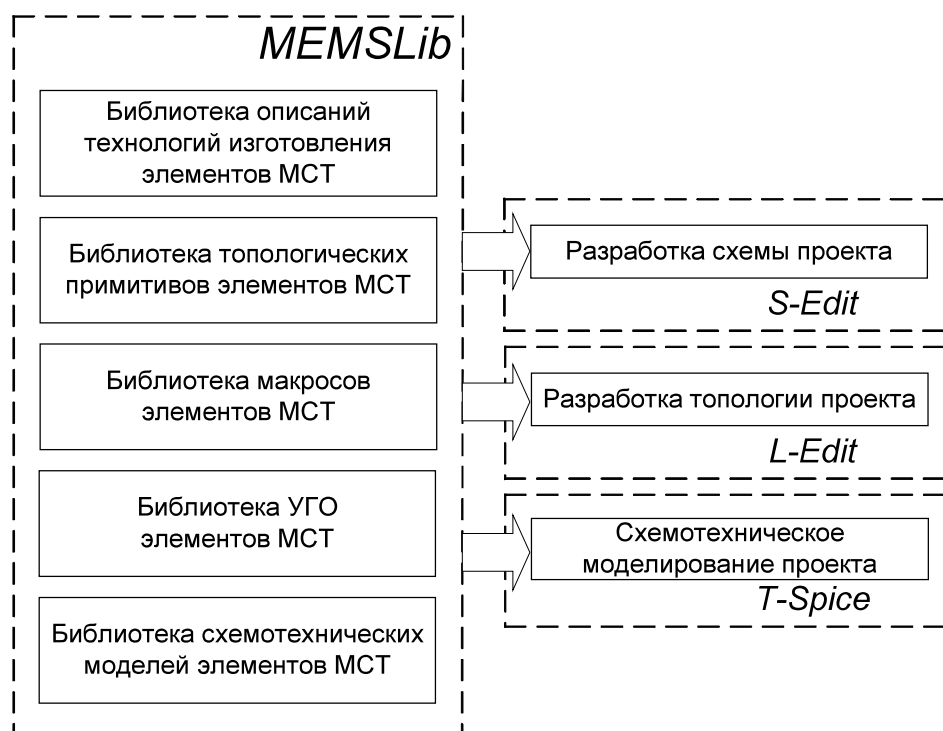 MEMSLib
Библиотека описаний
технологий изготовления
элементов МСТ
Библиотека топологических
примитивов элементов МСТ
Библиотека макросов
элементов МСТ
Библиотека УГО
элементов МСТ
Библиотека схемотехнических
моделей элементов МСТ
Разработка схемы проекта
S-Edit
Разработка топологии проекта
L-Edit
Схемотехническое
моделирование проекта
T-Spice